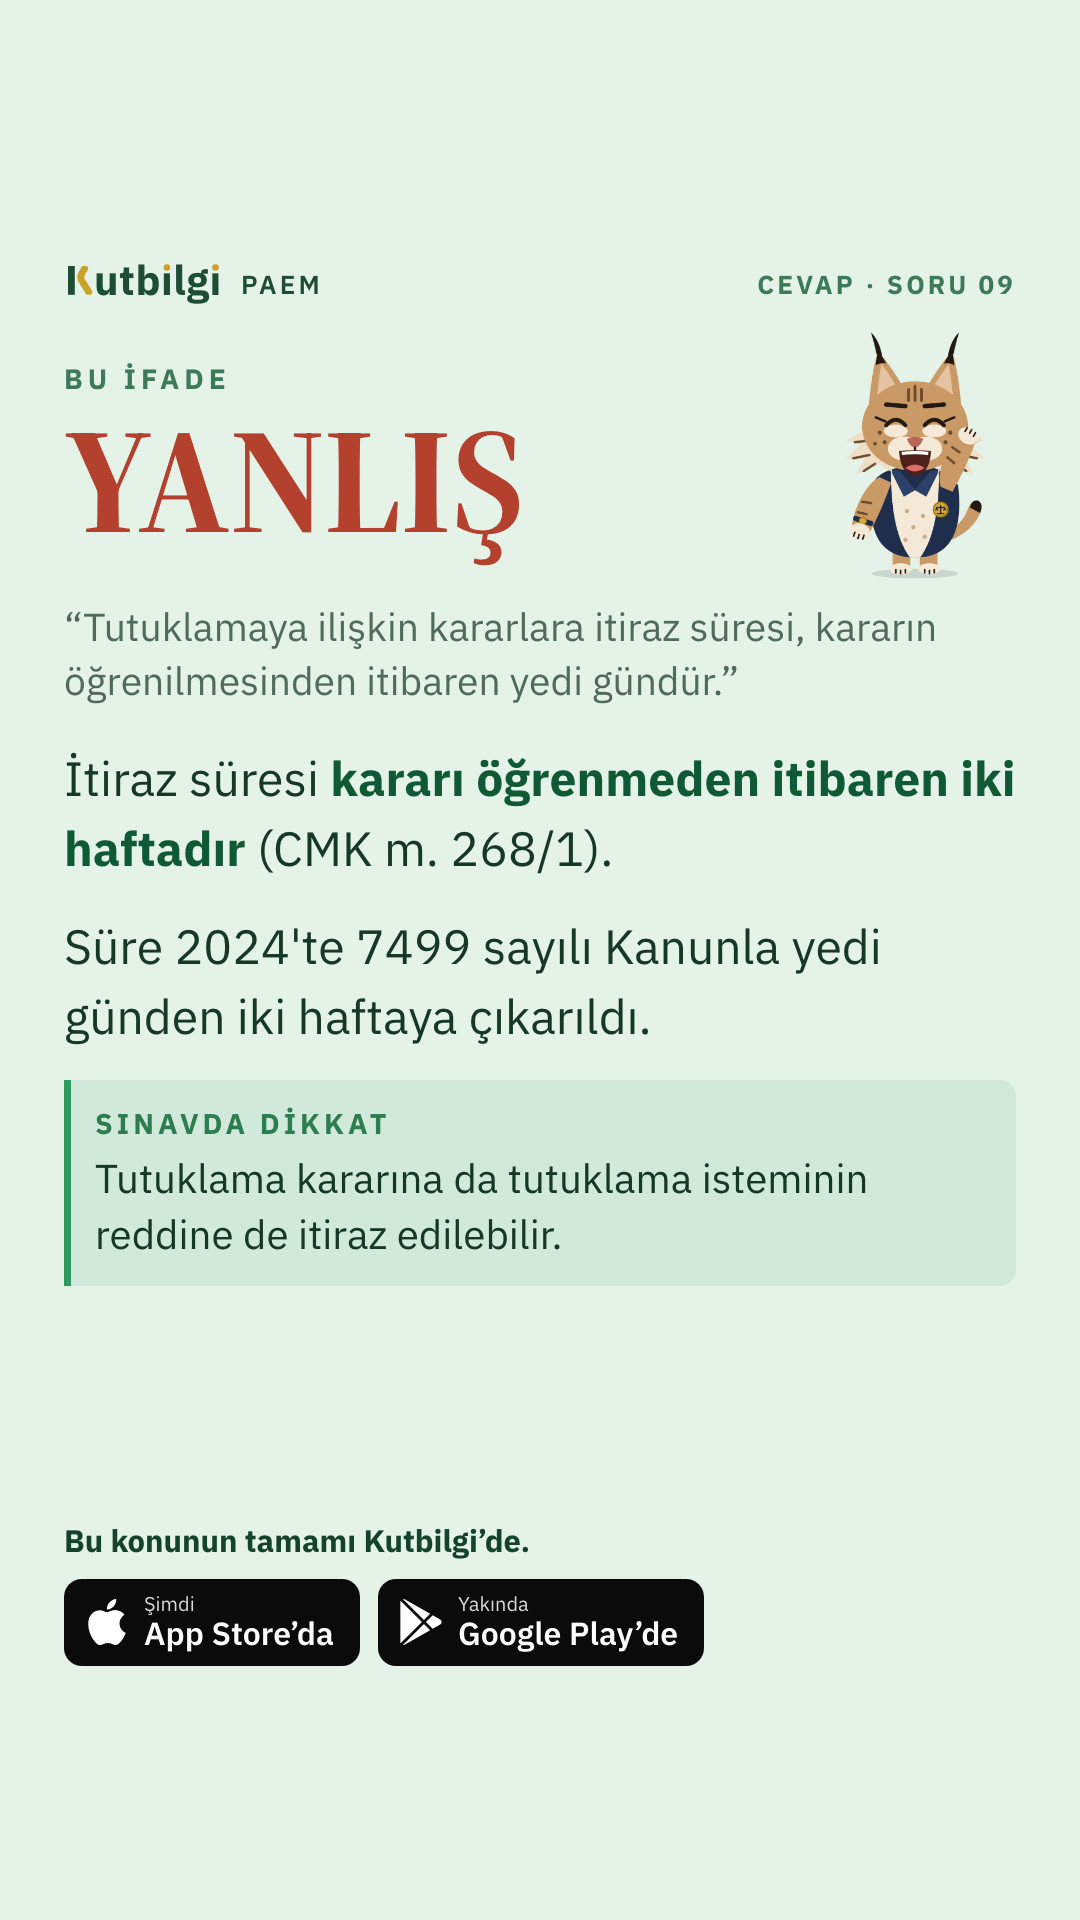 Kutbilgi PAEM
CEVAP · SORU 09
BU İFADE
YANLIŞ
“Tutuklamaya ilişkin kararlara itiraz süresi, kararın
öğrenilmesinden itibaren yedi gündür.”
İtiraz süresi kararı öğrenmeden itibaren iki
haftadır (CMK m. 268/1).
Süre 2024'te 7499 sayılı Kanunla yedi
günden iki haftaya çıkarıldı.
SINAVDA DİKKAT
Tutuklama kararına da tutuklama isteminin
reddine de itiraz edilebilir.
Bu konunun tamamı Kutbilgi’de.
Şimdi
App Store’da
Yakında
Google Play’de